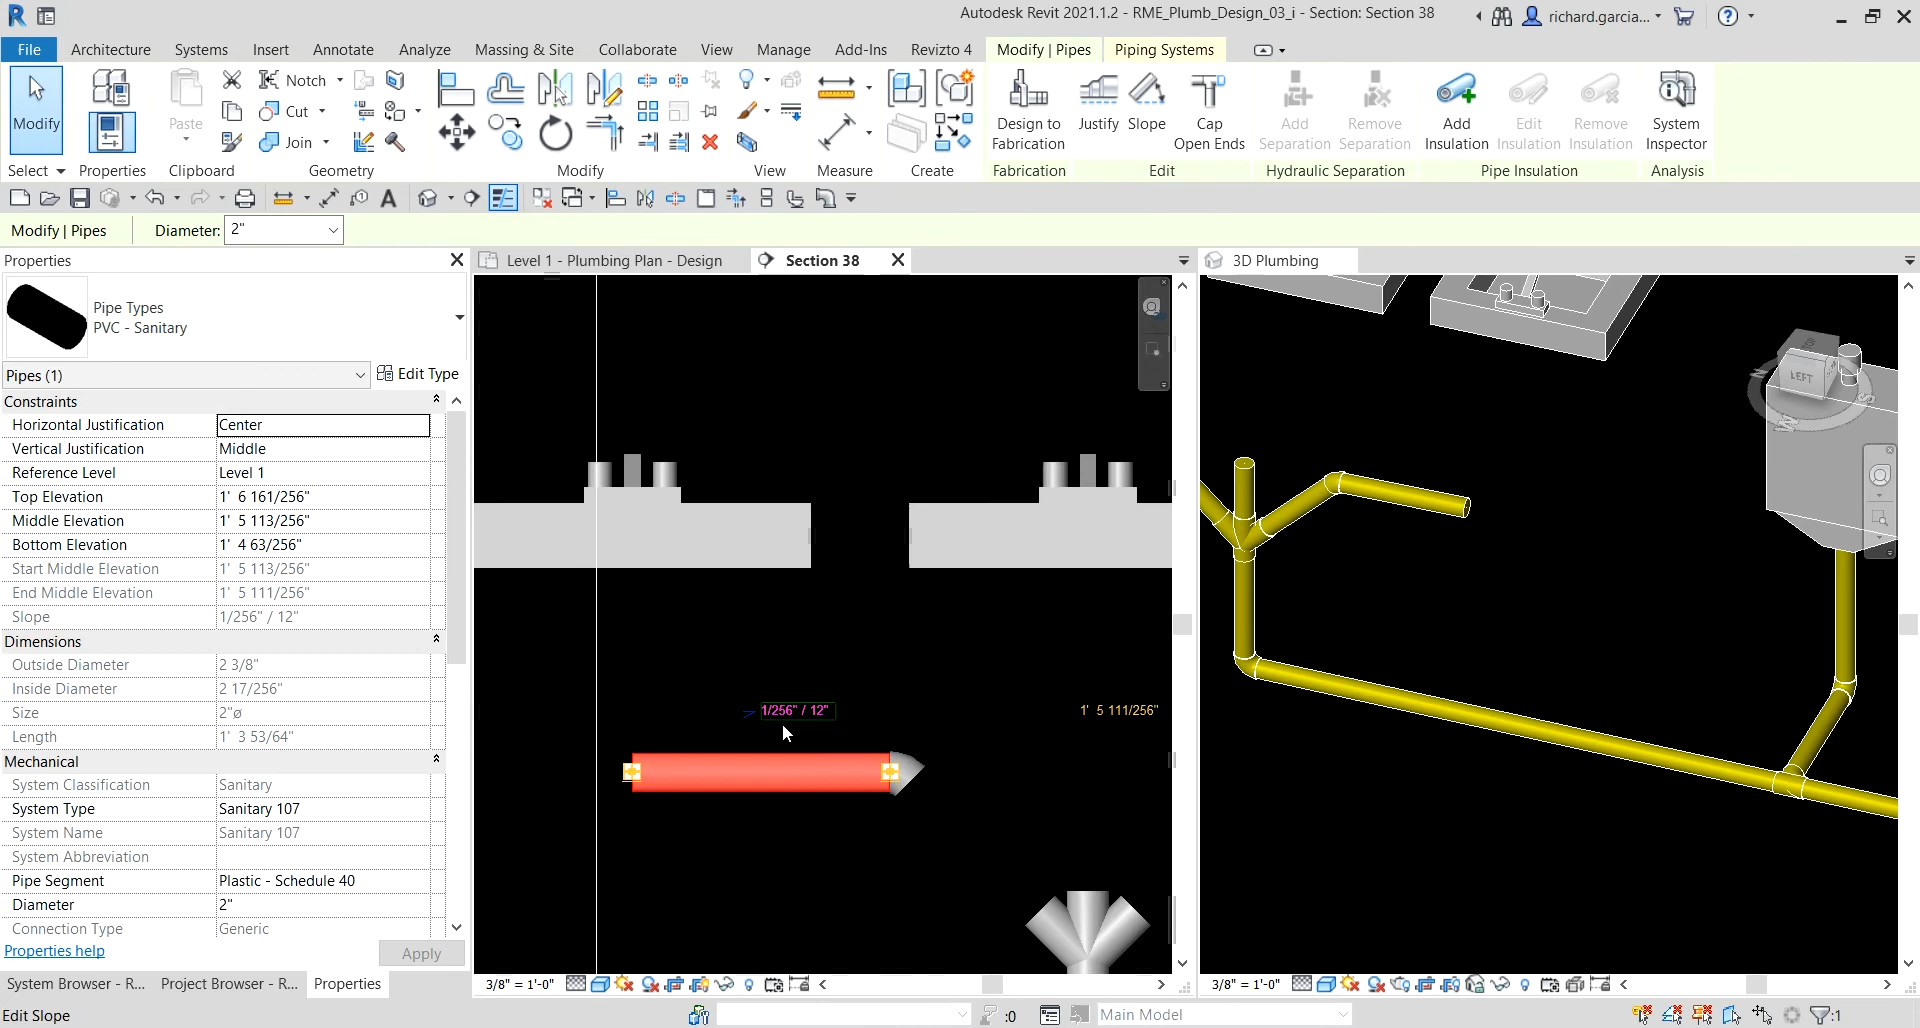 Autodesk Revit 2021.1.2 - RME_Plumb_Design_03_i - Section: Section 38
richard.garcia...
File Architecture Systems Insert Annotate Analyze Massing & Site Collaborate View Manage Add-Ins Revizto 4 Modify | Pipes Piping Systems
Modify
Paste
Notch
Cut
Join
Design to Fabrication
Justify
Slope
Cap Open Ends
Add Separation
Remove Separation
Add Insulation
Edit Insulation
Remove Insulation
System Inspector
Select Properties Clipboard Geometry Modify View Measure Create Fabrication Edit Hydraulic Separation Pipe Insulation Analysis
Modify | Pipes Diameter: 2"
Properties
Level 1 - Plumbing Plan - Design
Section 38
3D Plumbing
Pipe Types
PVC - Sanitary
Pipes (1)
Edit Type
Constraints
Horizontal Justification Center
Vertical Justification Middle
Reference Level Level 1
Top Elevation 1' 6 161/256"
Middle Elevation 1' 5 113/256"
Bottom Elevation 1' 4 63/256"
Start Middle Elevation 1' 5 113/256"
End Middle Elevation 1' 5 111/256"
Slope 1/256" / 12"
Dimensions
Outside Diameter 2 3/8"
Inside Diameter 2 17/256"
Size 2"ø
Length 1' 3 53/64"
Mechanical
System Classification Sanitary
System Type Sanitary 107
System Name Sanitary 107
System Abbreviation
Pipe Segment Plastic - Schedule 40
Diameter 2"
Connection Type Generic
Properties help
Apply
System Browser - R... Project Browser - R... Properties
1/256" / 12"
1' 5 111/256"
LEFT
3/8" = 1'-0"
3/8" = 1'-0"
Edit Slope
:0
Main Model
:1